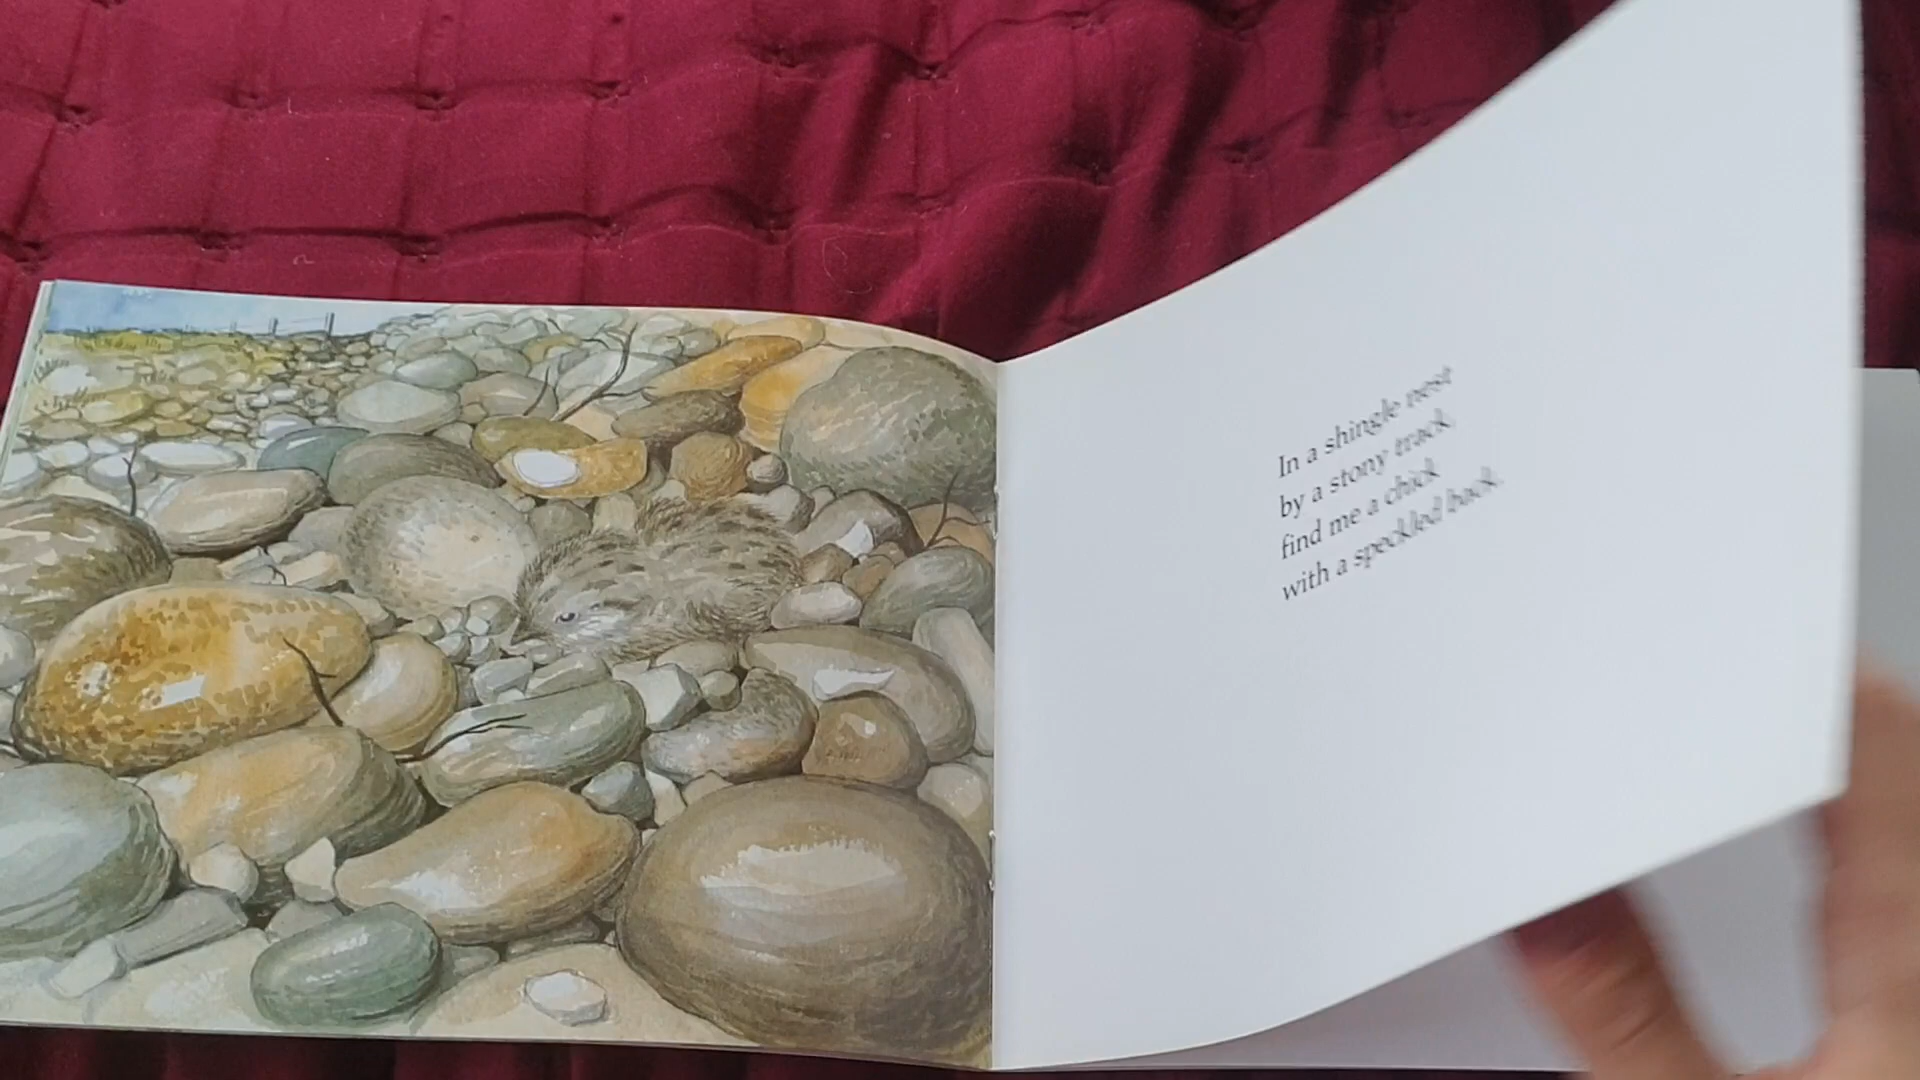 In a shingle nest
by a stony track,
find me a chick
with a speckled back.